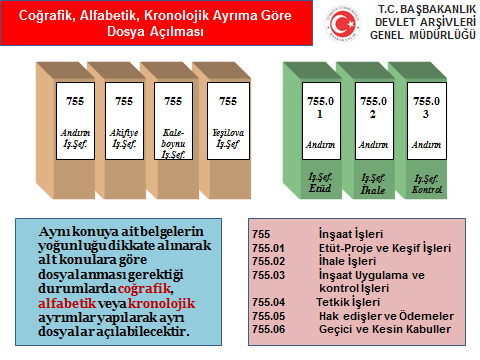 Coğrafik, Alfabetik, Kronolojik Ayrıma Göre
Dosya Açılması
T.C. BAŞBAKANLIK
DEVLET ARŞİVLERİ
GENEL MÜDÜRLÜĞÜ
755
Andırın
İş.Şef.
755
Akifiye
İş.Şef.
755
Kale-
boynu
İş.Şef.
755
Yeşilova
İş.Şef
755.0
1
Andırın
İş.Şef.
Etüd
755.0
2
Andırın
İş.Şef.
İhale
755.0
3
Andırın
İş.Şef
Kontrol
Aynı konuya ait belgelerin
yoğunluğu dikkate alınarak
alt konulara göre
dosyalanması gerektiği
durumlarda coğrafik,
alfabetik veya kronolojik
ayrımlar yapılarak ayrı
dosyalar açılabilecektir.
755 İnşaat İşleri
755.01 Etüt-Proje ve Keşif İşleri
755.02 İhale İşleri
755.03 İnşaat Uygulama ve
kontrol İşleri
755.04 Tetkik İşleri
755.05 Hak edişler ve Ödemeler
755.06 Geçici ve Kesin Kabuller